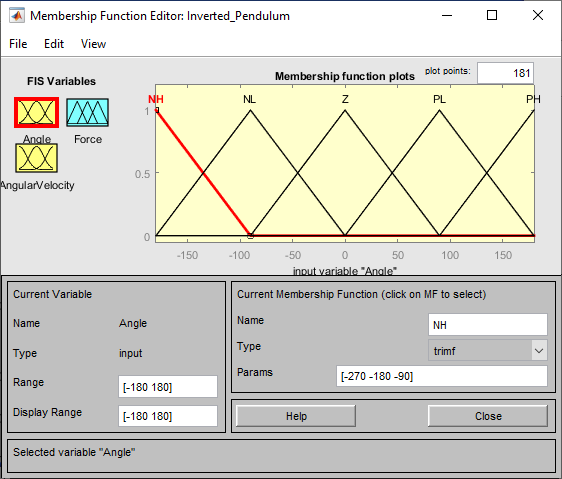 Membership Function Editor: Inverted_Pendulum
File Edit View
FIS Variables
Angle
Force
AngularVelocity
Membership function plots
plot points:
181
NH NL Z PL PH
1
0.5
0
-150 -100 -50 0 50 100 150
input variable "Angle"
Current Variable
Name Angle
Type input
Range [-180 180]
Display Range [-180 180]
Current Membership Function (click on MF to select)
Name NH
Type trimf
Params [-270 -180 -90]
Help Close
Selected variable "Angle"